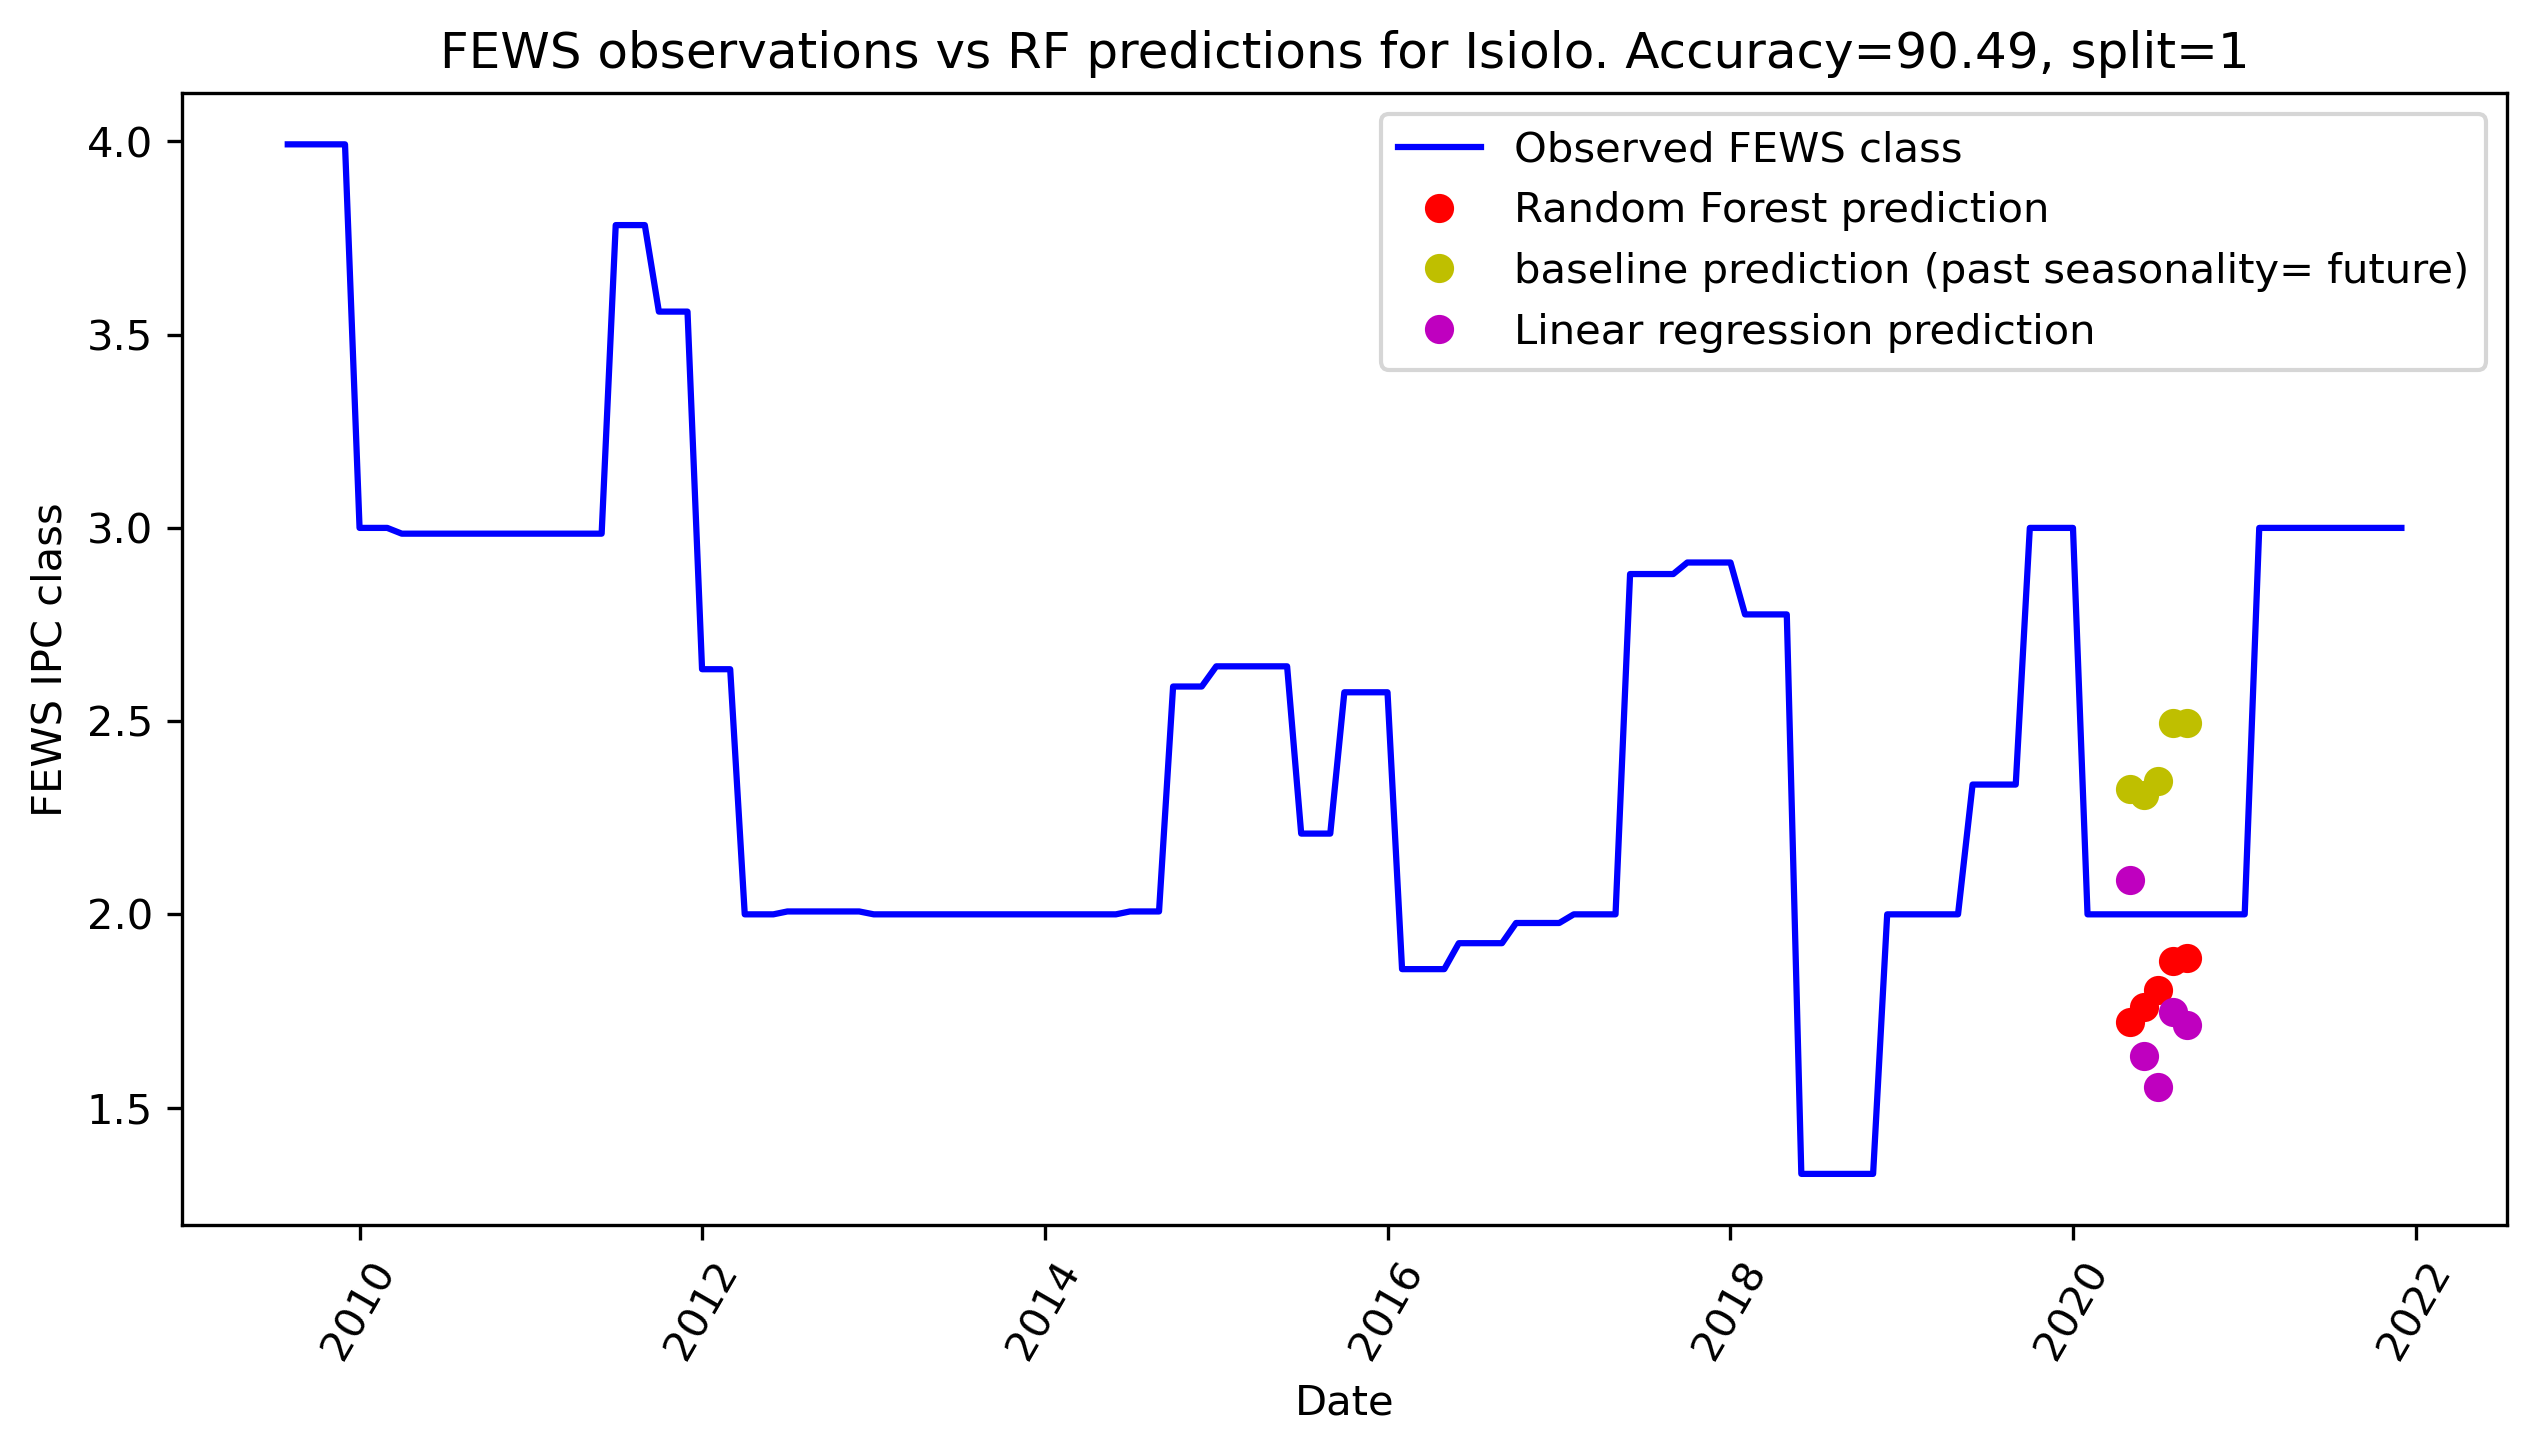 FEWS observations vs RF predictions for Isiolo. Accuracy=90.49, split=1
Observed FEWS class
Random Forest prediction
baseline prediction (past seasonality= future)
Linear regression prediction
FEWS IPC class
4.0
3.5
3.0
2.5
2.0
1.5
2010
2012
2014
2016
2018
2020
2022
Date